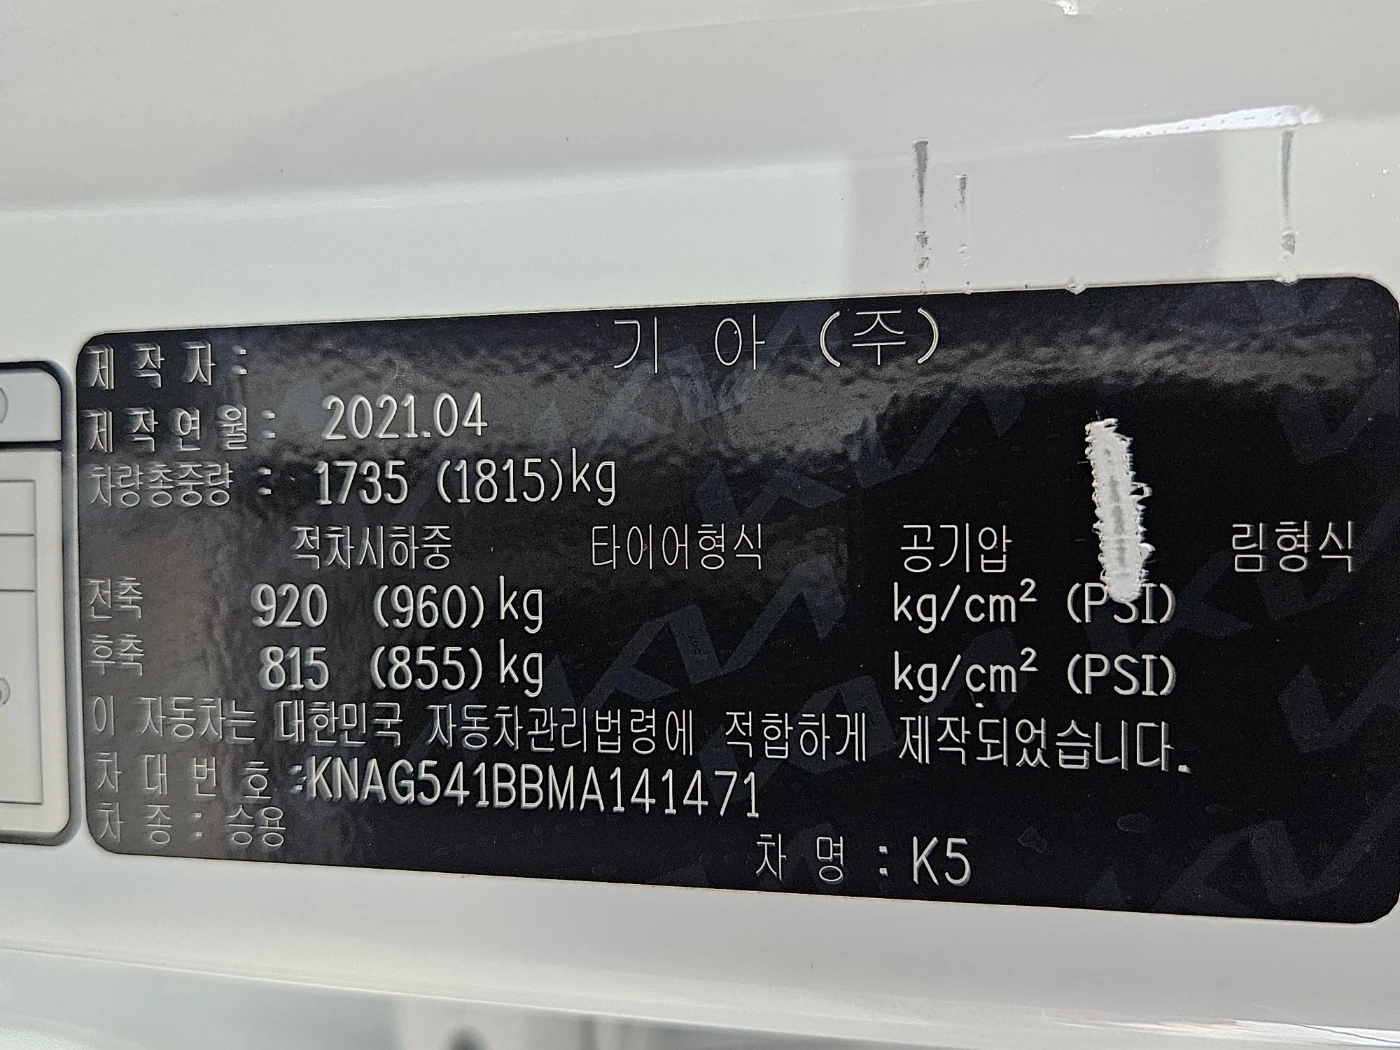 제 작 자 : 기 아 (주)
제 작 연 월 : 2021.04
차량총중량 : 1735 (1815)kg
적차시하중 타이어형식 공기압 림형식
전축 920 (960)kg kg/cm² (PSI)
후축 815 (855)kg kg/cm² (PSI)
이 자동차는 대한민국 자동차관리법령에 적합하게 제작되었습니다.
차 대 번 호 :KNAG541BBMA141471
차 종 : 승용 차 명 : K5